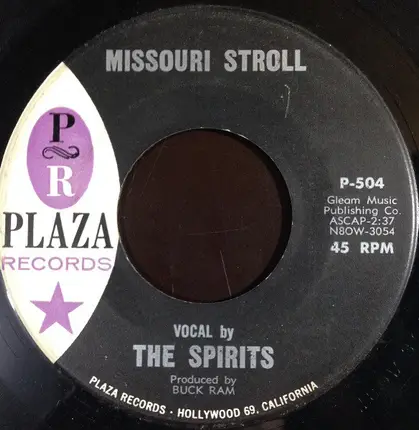 MISSOURI STROLL
P
R
PLAZA
RECORDS
P-504
Gleam Music
Publishing Co.
ASCAP-2:37
N8OW-3054
45 RPM
VOCAL by
THE SPIRITS
Produced by
BUCK RAM
PLAZA RECORDS · HOLLYWOOD 69, CALIFORNIA